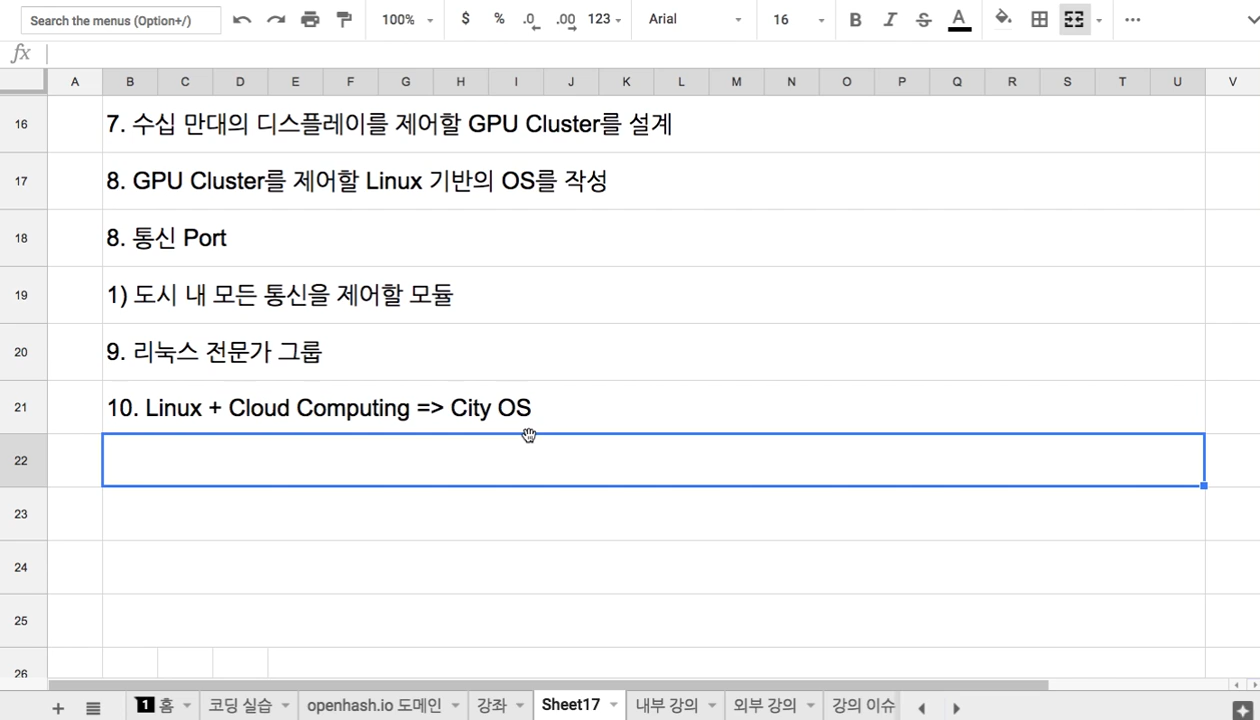 Search the menus (Option+/) 100% $ % .0 .00 123 Arial 16 B I S A
fx
A B C D E F G H I J K L M N O P Q R S T U V
16 7. 수십 만대의 디스플레이를 제어할 GPU Cluster를 설계
17 8. GPU Cluster를 제어할 Linux 기반의 OS를 작성
18 8. 통신 Port
19 1) 도시 내 모든 통신을 제어할 모듈
20 9. 리눅스 전문가 그룹
21 10. Linux + Cloud Computing => City OS
22
23
24
25
26
1 홈 코딩 실습 openhash.io 도메인 강좌 Sheet17 내부 강의 외부 강의 강의 이슈